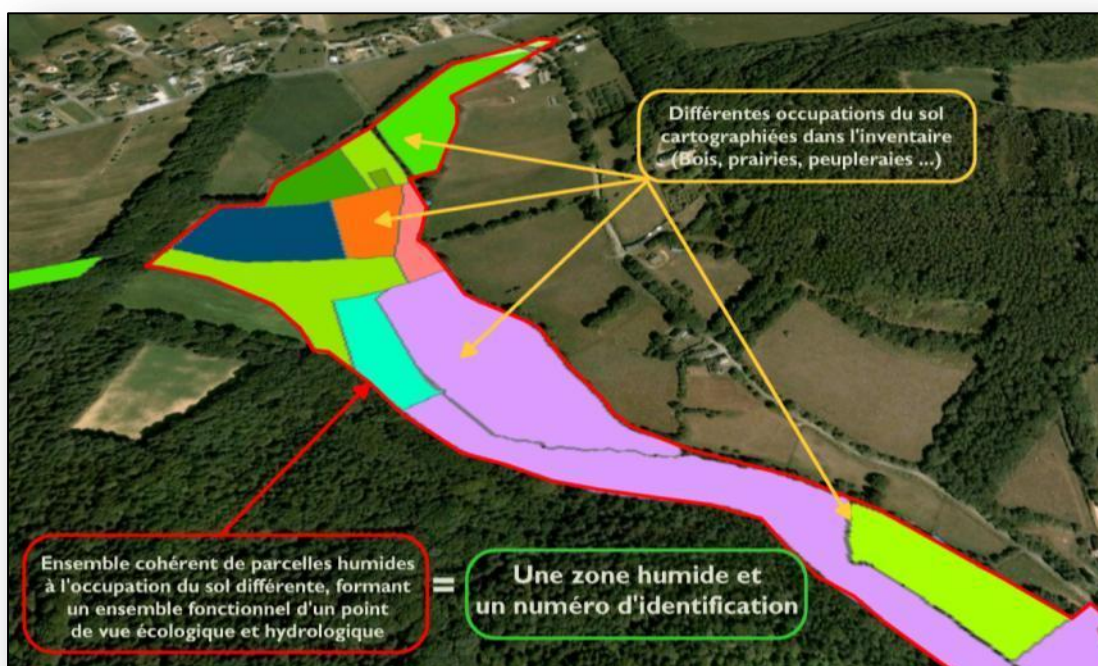 Différentes occupations du sol
cartographiées dans l'inventaire
(Bois, prairies, peupleraies ...)
Ensemble cohérent de parcelles humides
à l'occupation du sol différente, formant
un ensemble fonctionnel d'un point
de vue écologique et hydrologique
=
Une zone humide et
un numéro d'identification